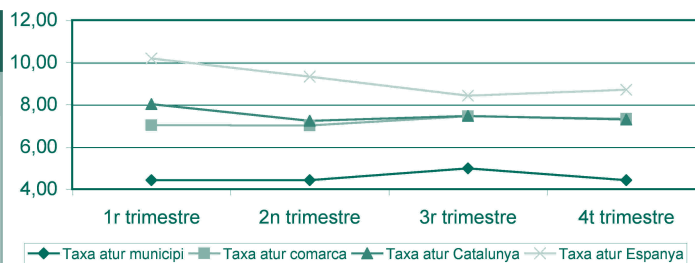 12,00
10,00
8,00
6,00
4,00
1r trimestre 2n trimestre 3r trimestre 4t trimestre
Taxa atur municipi Taxa atur comarca Taxa atur Catalunya Taxa atur Espanya